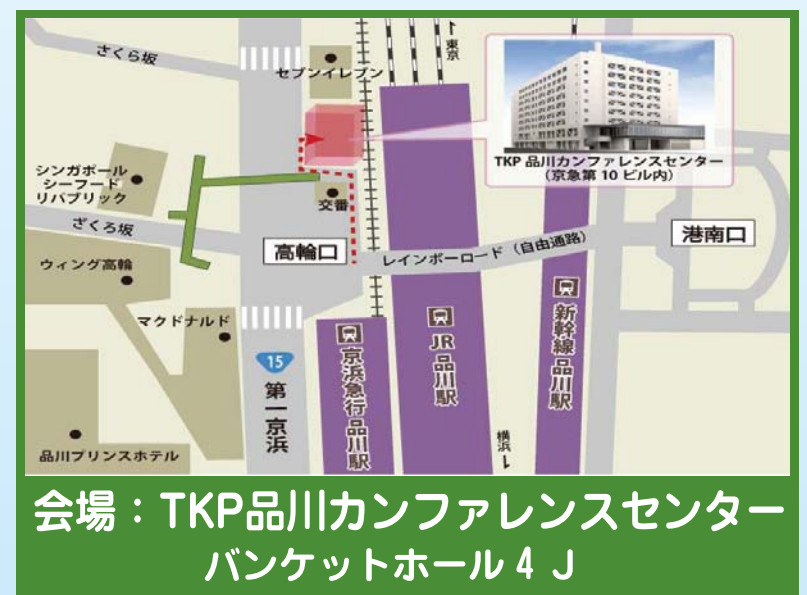 さくら坂
セブンイレブン
東京
TKP 品川カンファレンスセンター
(京急第 10 ビル内)
シンガポール
シーフード
リパブリック
交番
ざくろ坂
高輪口
レインボーロード(自由通路)
港南口
ウィング高輪
マクドナルド
15
第一京浜
京浜急行 品川駅
JR 品川駅
新幹線 品川駅
横浜
品川プリンスホテル
会場：TKP品川カンファレンスセンター
バンケットホール４Ｊ